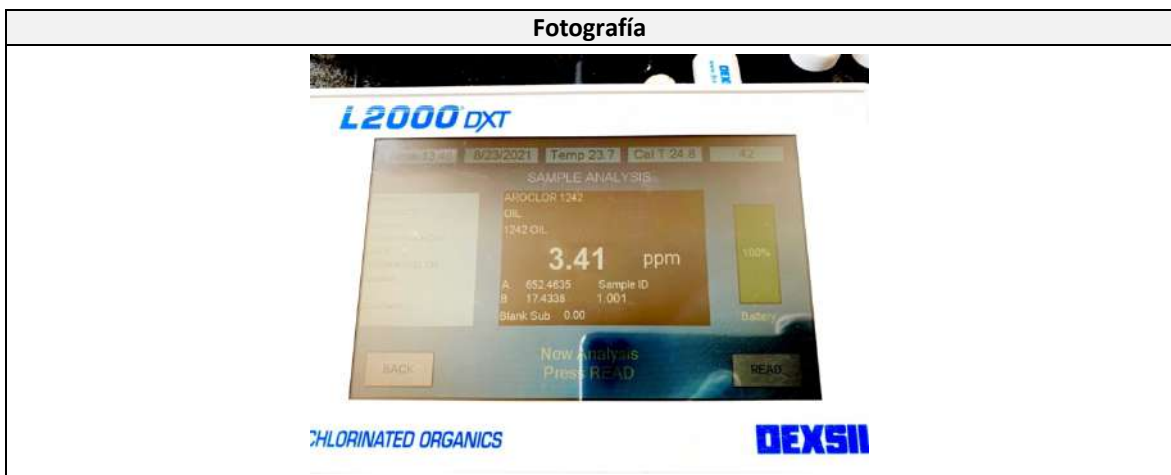 Fotografía
DEX
L2000 DXT
8/23/2021 Temp 23.7 Cal T 24.8 42
SAMPLE ANALYSIS
AROCLOR 1242
OIL
1242 OIL
3.41 ppm
100%
A 652.4635 Sample ID
B 17.4338 1.001
Blank Sub 0.00
Battery
New Analysis
Press READ
BACK
READ
CHLORINATED ORGANICS
DEXSIL